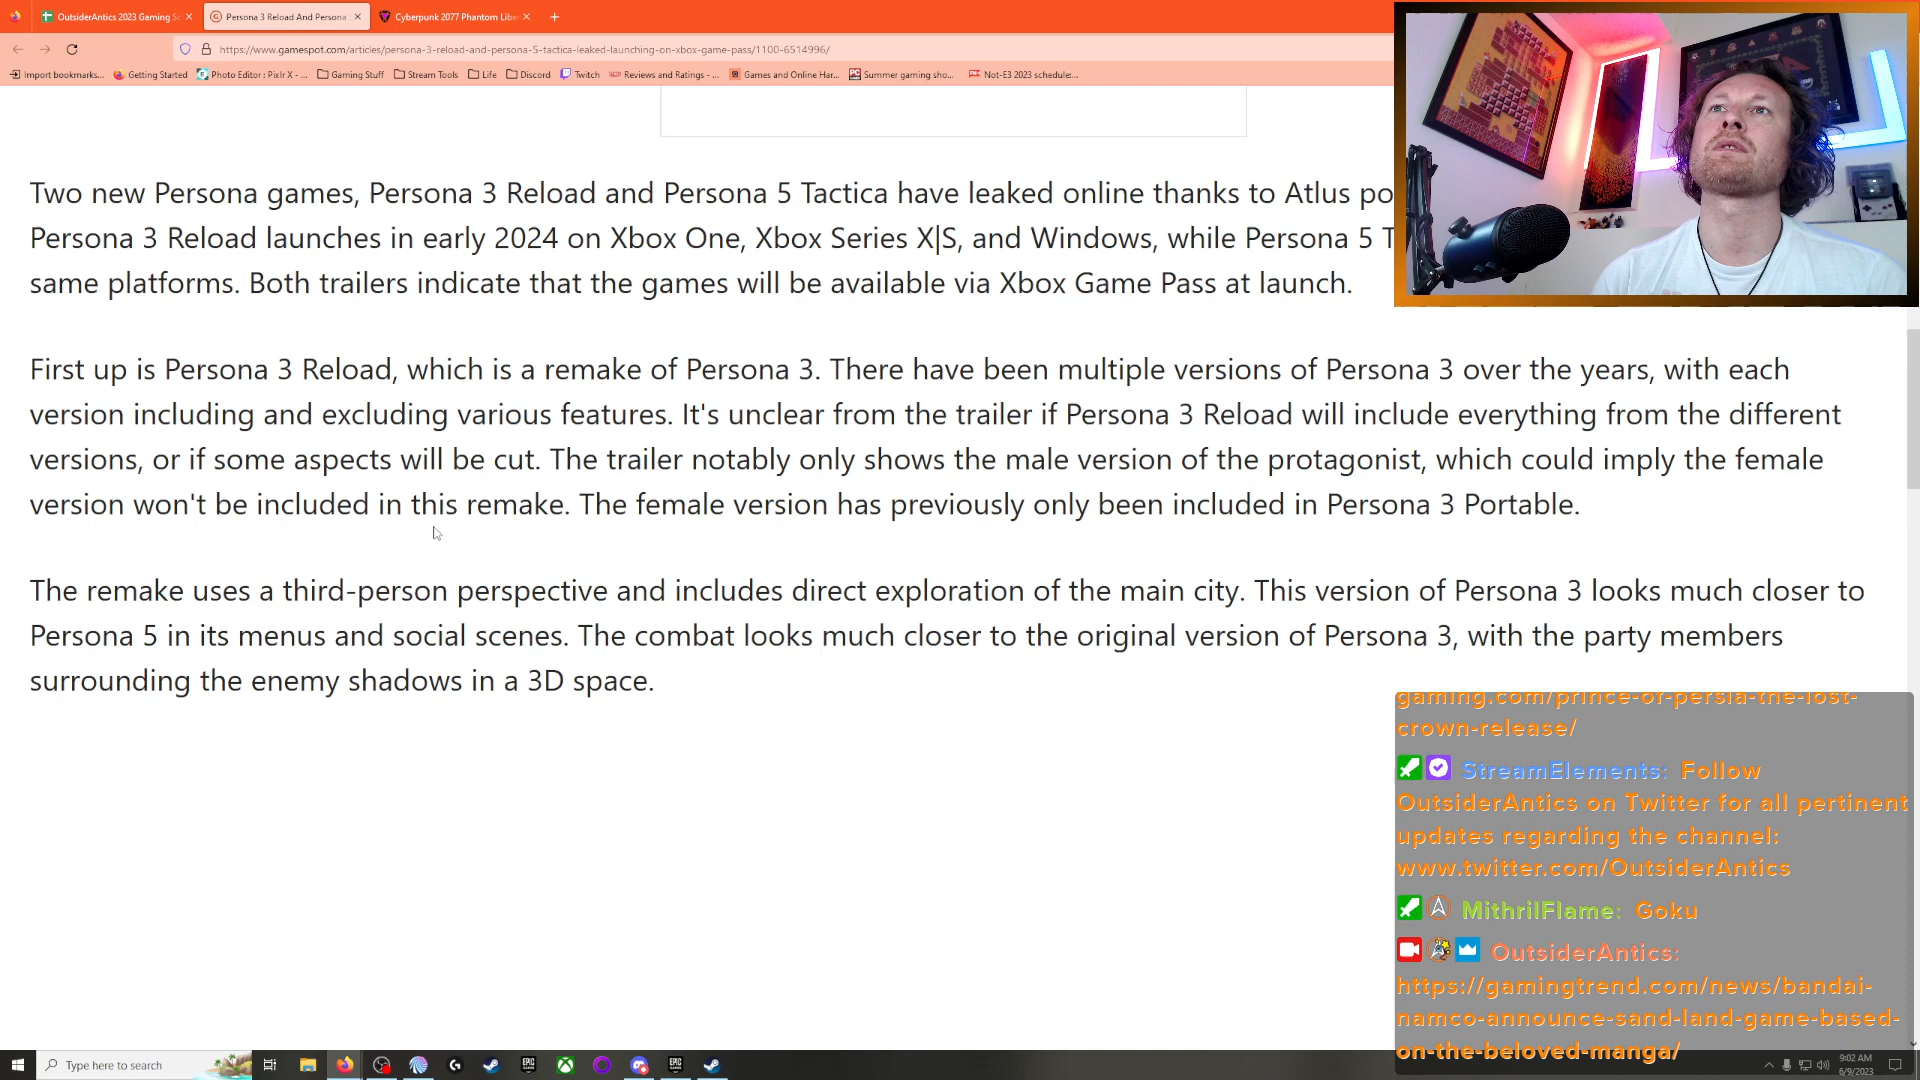 OutsiderAntics 2023 Gaming Sc
Persona 3 Reload And Persona
Cyberpunk 2077 Phantom Libe
https://www.gamespot.com/articles/persona-3-reload-and-persona-5-tactica-leaked-launching-on-xbox-game-pass/1100-6514996/
Import bookmarks... Getting Started Photo Editor : Pixlr X - ... Gaming Stuff Stream Tools Life Discord Twitch Reviews and Ratings - ... Games and Online Har... Summer gaming sho... Not-E3 2023 schedule:...
Two new Persona games, Persona 3 Reload and Persona 5 Tactica have leaked online thanks to Atlus po
Persona 3 Reload launches in early 2024 on Xbox One, Xbox Series X|S, and Windows, while Persona 5 T
same platforms. Both trailers indicate that the games will be available via Xbox Game Pass at launch.
First up is Persona 3 Reload, which is a remake of Persona 3. There have been multiple versions of Persona 3 over the years, with each
version including and excluding various features. It's unclear from the trailer if Persona 3 Reload will include everything from the different
versions, or if some aspects will be cut. The trailer notably only shows the male version of the protagonist, which could imply the female
version won't be included in this remake. The female version has previously only been included in Persona 3 Portable.
The remake uses a third-person perspective and includes direct exploration of the main city. This version of Persona 3 looks much closer to
Persona 5 in its menus and social scenes. The combat looks much closer to the original version of Persona 3, with the party members
surrounding the enemy shadows in a 3D space.
gaming.com/prince-of-persia-the-lost-
crown-release/
StreamElements: Follow
OutsiderAntics on Twitter for all pertinent
updates regarding the channel:
www.twitter.com/OutsiderAntics
MithrilFlame: Goku
OutsiderAntics:
https://gamingtrend.com/news/bandai-
namco-announce-sand-land-game-based-
on-the-beloved-manga/
Type here to search
9:02 AM
6/9/2023